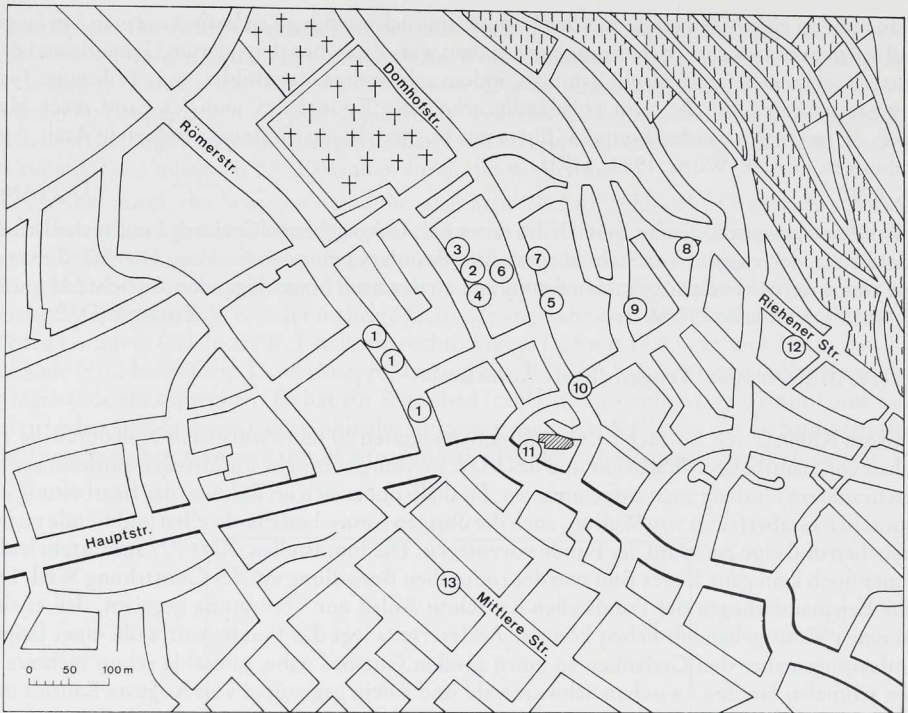 Domhofstr.
Römerstr.
3
2
6
7
8
4
5
9
Riehener Str.
12
1
1
10
1
11
Hauptstr.
13
Mittlere Str.
0 50 100 m